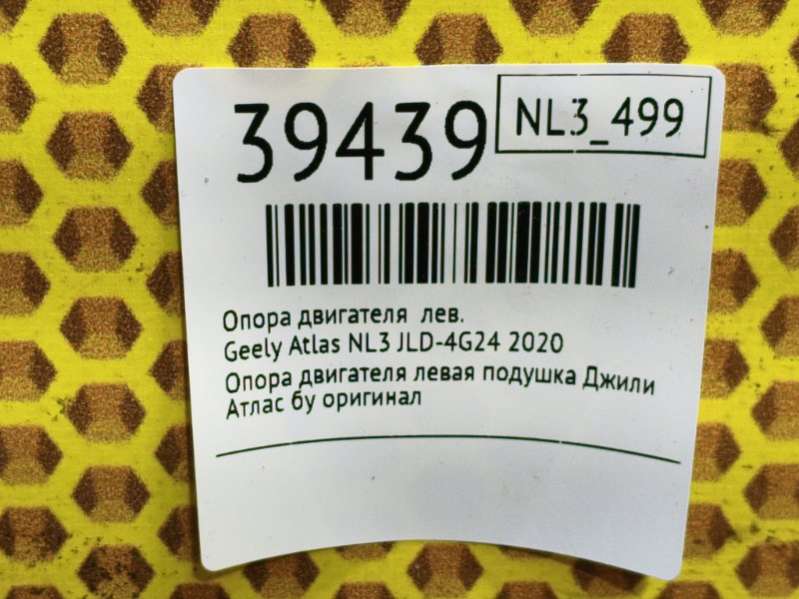 39439
NL3_499
Опора двигателя лев.
Geely Atlas NL3 JLD-4G24 2020
Опора двигателя левая подушка Джили
Атлас бу оригинал